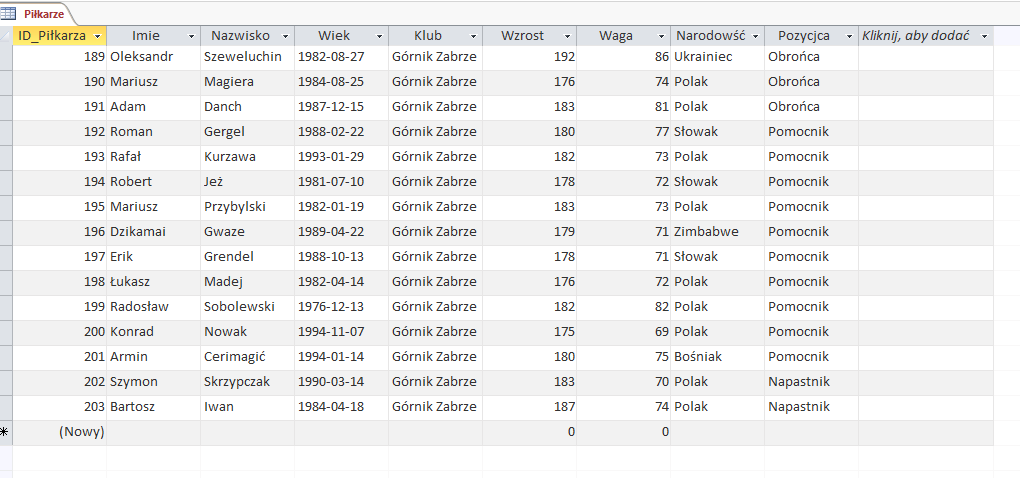 Piłkarze
ID_Piłkarza Imie Nazwisko Wiek Klub Wzrost Waga Narodowść Pozycjca Kliknij, aby dodać
189 Oleksandr Szeweluchin 1982-08-27 Górnik Zabrze 192 86 Ukrainiec Obrońca
190 Mariusz Magiera 1984-08-25 Górnik Zabrze 176 74 Polak Obrońca
191 Adam Danch 1987-12-15 Górnik Zabrze 183 81 Polak Obrońca
192 Roman Gergel 1988-02-22 Górnik Zabrze 180 77 Słowak Pomocnik
193 Rafał Kurzawa 1993-01-29 Górnik Zabrze 182 73 Polak Pomocnik
194 Robert Jeż 1981-07-10 Górnik Zabrze 178 72 Słowak Pomocnik
195 Mariusz Przybylski 1982-01-19 Górnik Zabrze 183 73 Polak Pomocnik
196 Dzikamai Gwaze 1989-04-22 Górnik Zabrze 179 71 Zimbabwe Pomocnik
197 Erik Grendel 1988-10-13 Górnik Zabrze 178 71 Słowak Pomocnik
198 Łukasz Madej 1982-04-14 Górnik Zabrze 176 72 Polak Pomocnik
199 Radosław Sobolewski 1976-12-13 Górnik Zabrze 182 82 Polak Pomocnik
200 Konrad Nowak 1994-11-07 Górnik Zabrze 175 69 Polak Pomocnik
201 Armin Cerimagić 1994-01-14 Górnik Zabrze 180 75 Bośniak Pomocnik
202 Szymon Skrzypczak 1990-03-14 Górnik Zabrze 183 70 Polak Napastnik
203 Bartosz Iwan 1984-04-18 Górnik Zabrze 187 74 Polak Napastnik
(Nowy) 0 0